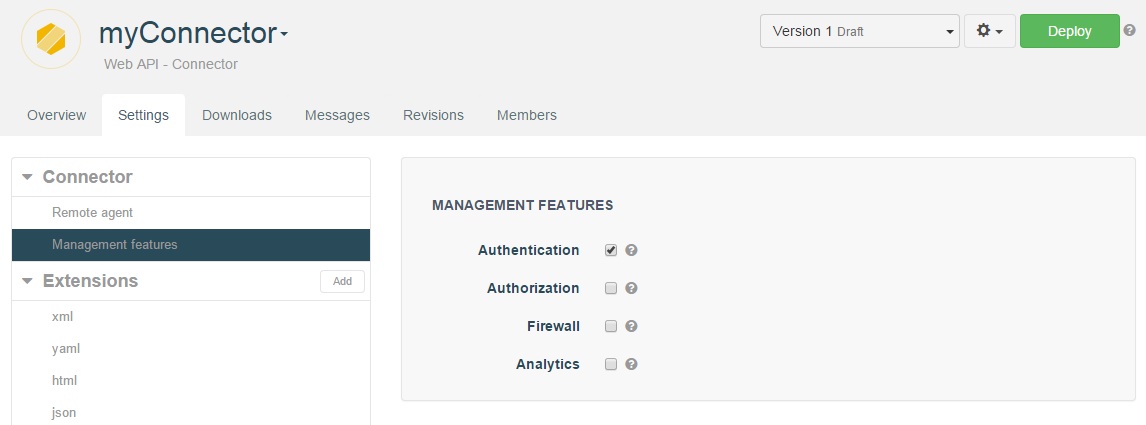 myConnector
Version 1 Draft
Deploy
Web API - Connector
Overview Settings Downloads Messages Revisions Members
Connector
Remote agent
Management features
Extensions Add
xml
yaml
html
json
MANAGEMENT FEATURES
Authentication
Authorization
Firewall
Analytics